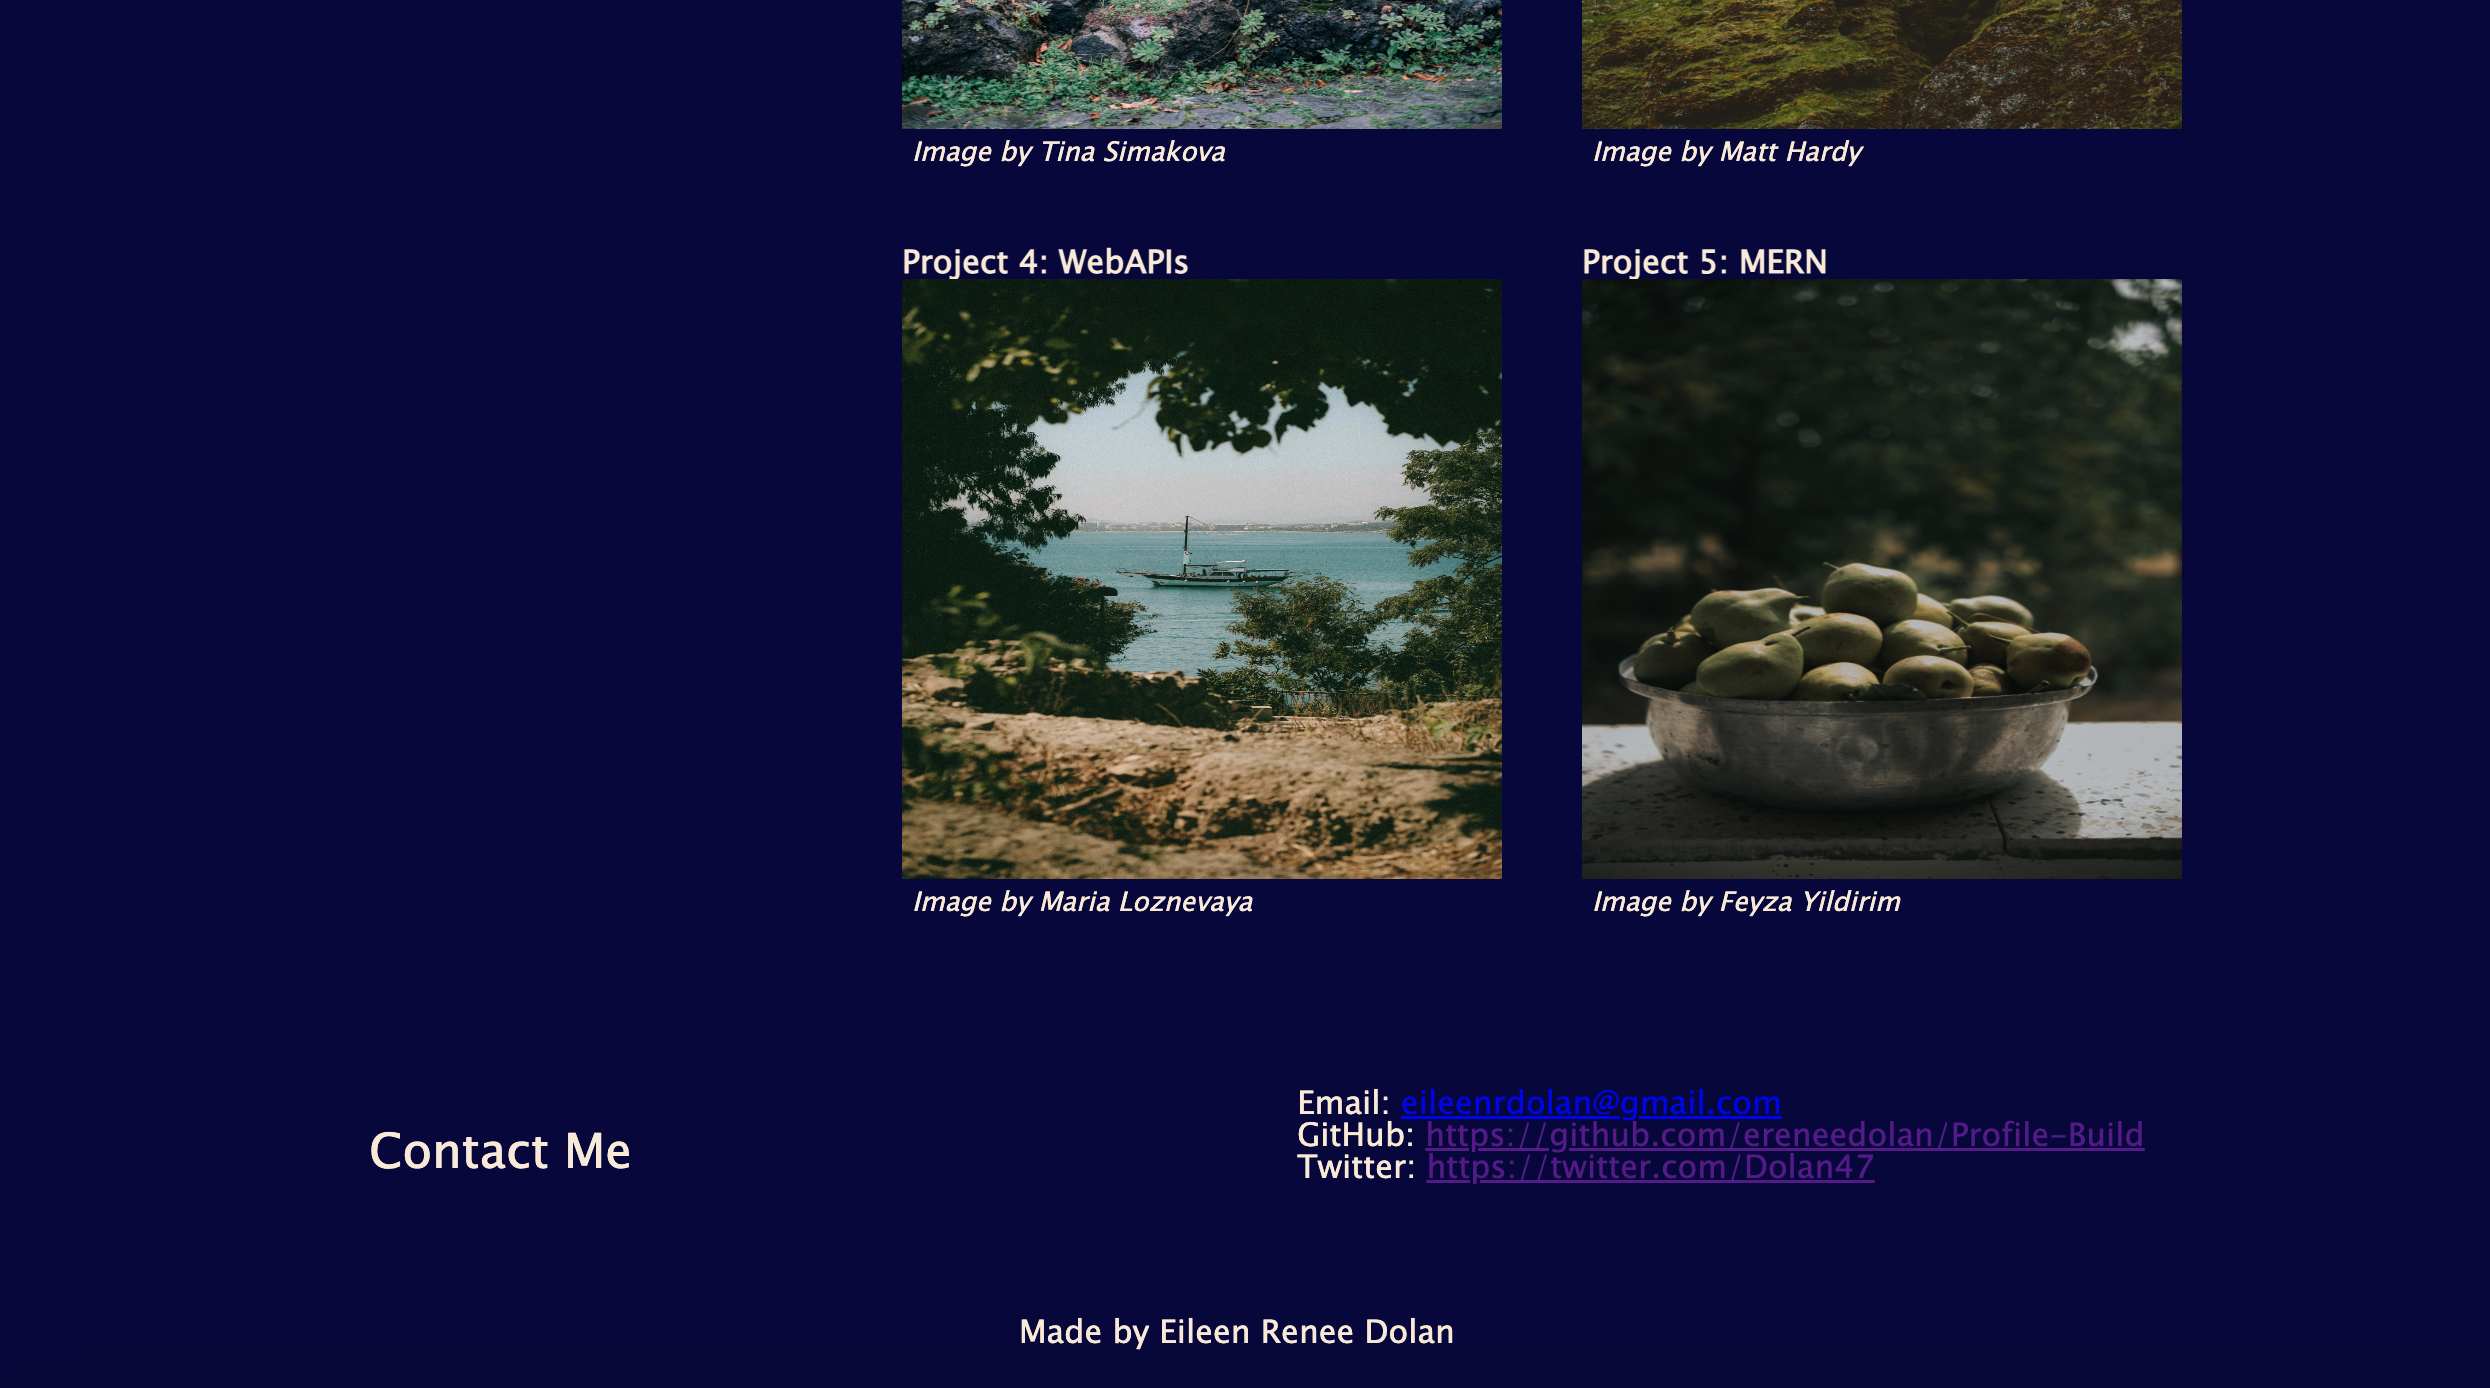 Image by Tina Simakova
Image by Matt Hardy
Project 4: WebAPIs
Project 5: MERN
Image by Maria Loznevaya
Image by Feyza Yildirim
Contact Me
Email: eileenrdolan@gmail.com
GitHub: https://github.com/ereneedolan/Profile-Build
Twitter: https://twitter.com/Dolan47
Made by Eileen Renee Dolan